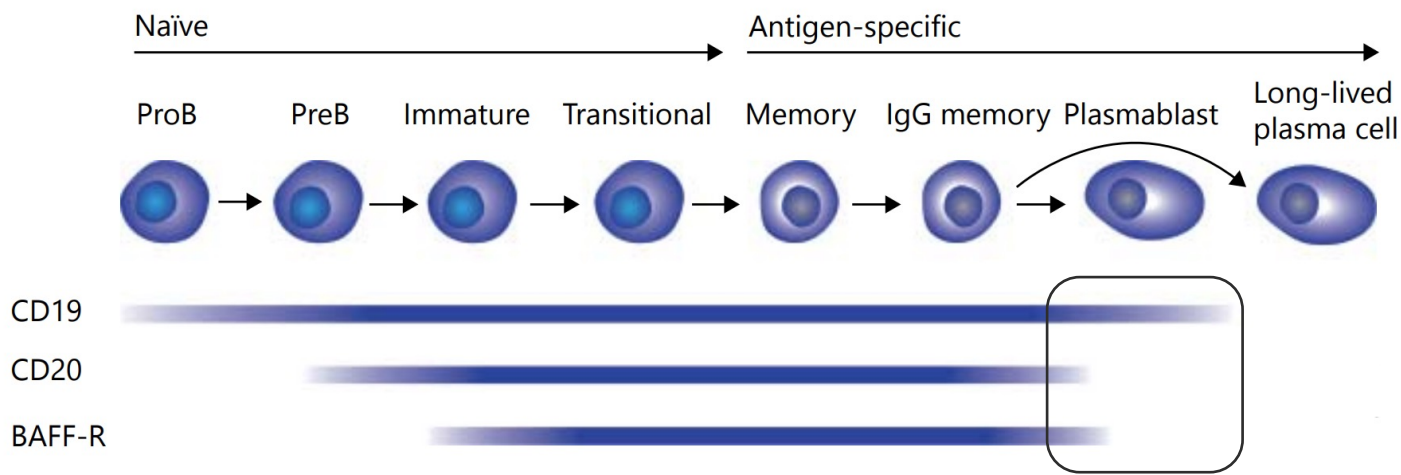 Naïve
Antigen-specific
ProB
PreB
Immature
Transitional
Memory
IgG memory
Plasmablast
Long-lived
plasma cell
CD19
CD20
BAFF-R